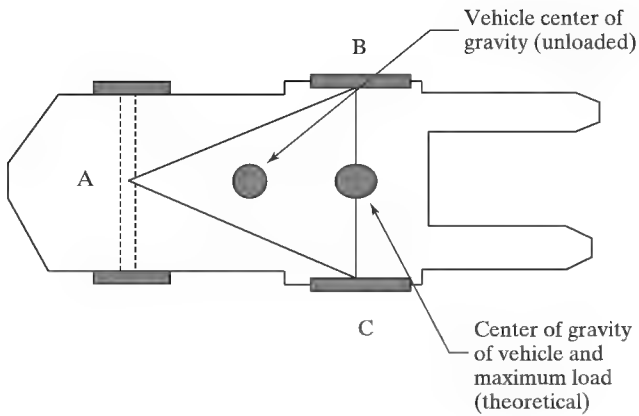 Vehicle center of
gravity (unloaded)
B
A
C
Center of gravity
of vehicle and
maximum load
(theoretical)